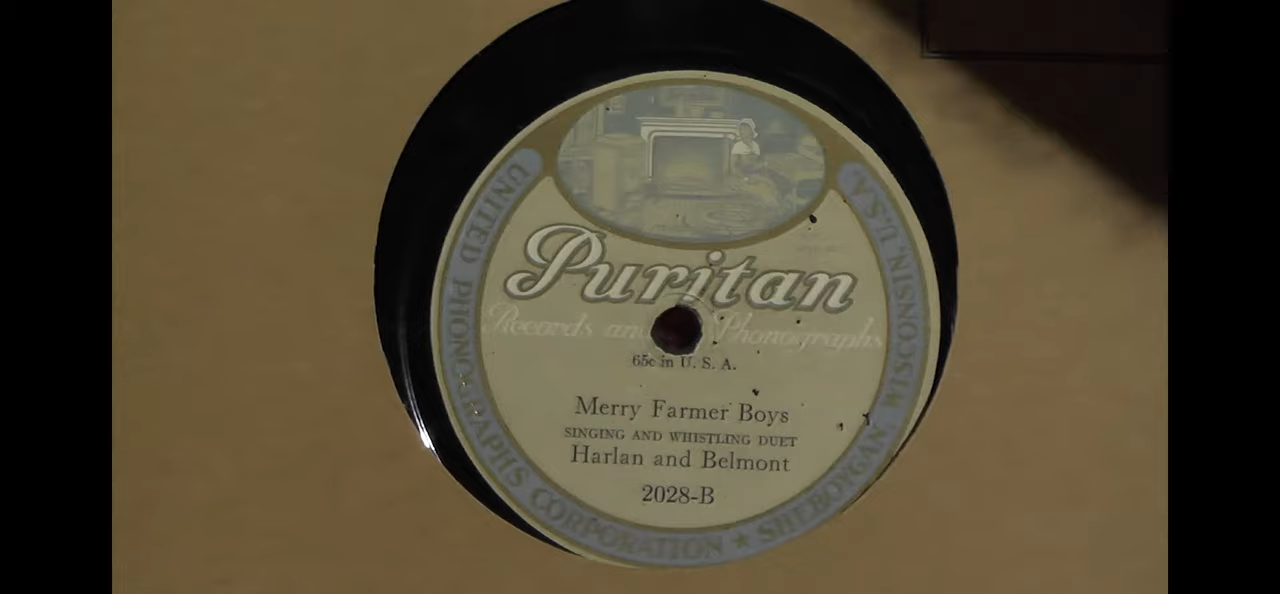 Puritan
Records and Phonographs
65c in U. S. A.
Merry Farmer Boys
SINGING AND WHISTLING DUET
Harlan and Belmont
2028-B
UNITED PHONOGRAPHS CORPORATION ★ SHEBOYGAN, WISCONSIN, U.S.A